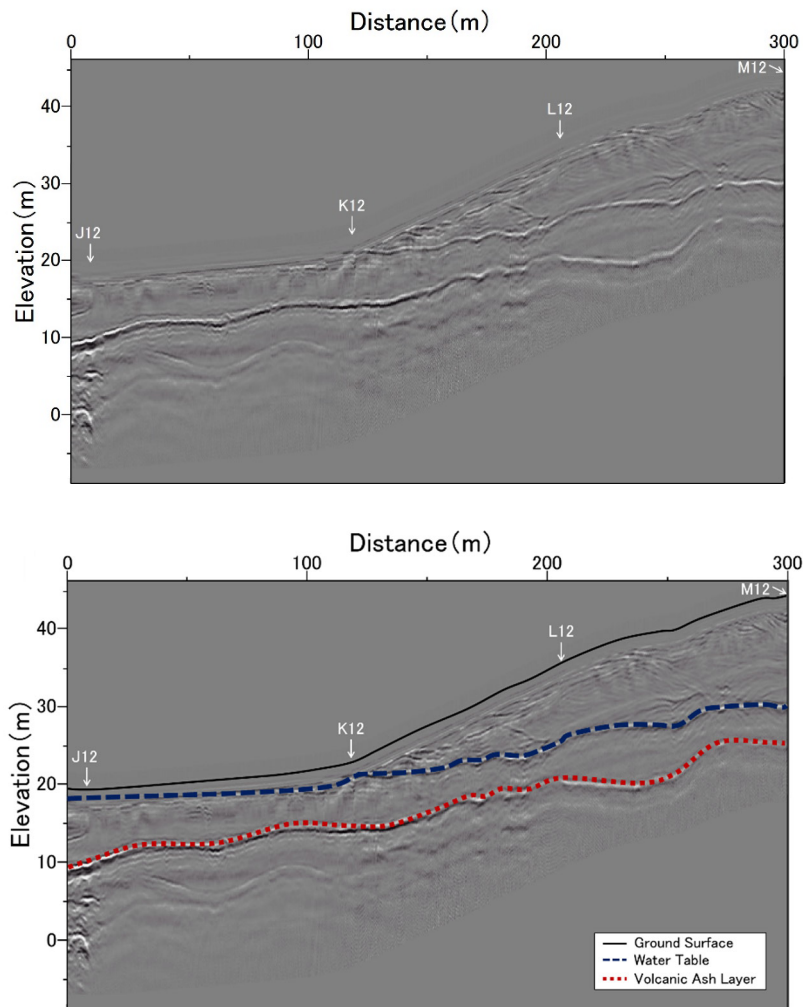 Distance(m)
0 100 200 300
M12
40
L12
30
K12
J12
20
Elevation(m)
10
0
Distance(m)
0 100 200 300
M12
40
L12
30
K12
J12
20
Elevation(m)
10
0
Ground Surface
Water Table
Volcanic Ash Layer